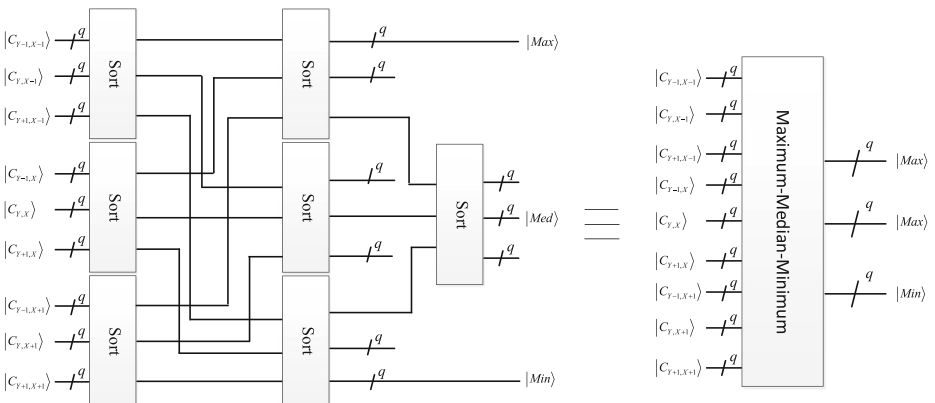 |C_{Y-1,X-1}⟩ q
|C_{Y,X-1}⟩ q
|C_{Y+1,X-1}⟩ q
|C_{Y-1,X}⟩ q
|C_{Y,X}⟩ q
|C_{Y+1,X}⟩ q
|C_{Y-1,X+1}⟩ q
|C_{Y,X+1}⟩ q
|C_{Y+1,X+1}⟩ q
Sort
Sort
Sort
Sort
Sort
Sort
q |Max⟩
q
q
q
q
q |Min⟩
Sort
q
q |Med⟩
q
|C_{Y-1,X-1}⟩ q
|C_{Y,X-1}⟩ q
|C_{Y+1,X-1}⟩ q
|C_{Y-1,X}⟩ q
|C_{Y,X}⟩ q
|C_{Y+1,X}⟩ q
|C_{Y-1,X+1}⟩ q
|C_{Y,X+1}⟩ q
|C_{Y+1,X+1}⟩ q
Maximum-Median-Minimum
q |Max⟩
q |Max⟩
q |Min⟩